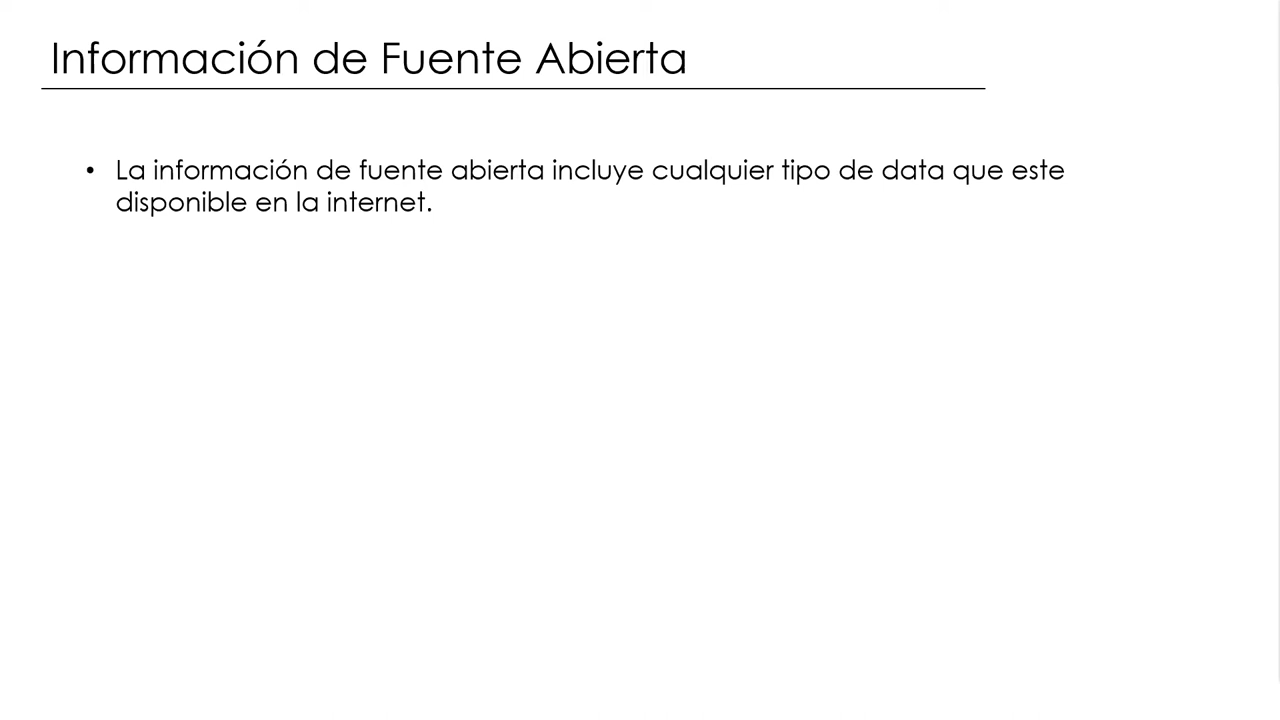 Información de Fuente Abierta
• La información de fuente abierta incluye cualquier tipo de data que este
disponible en la internet.